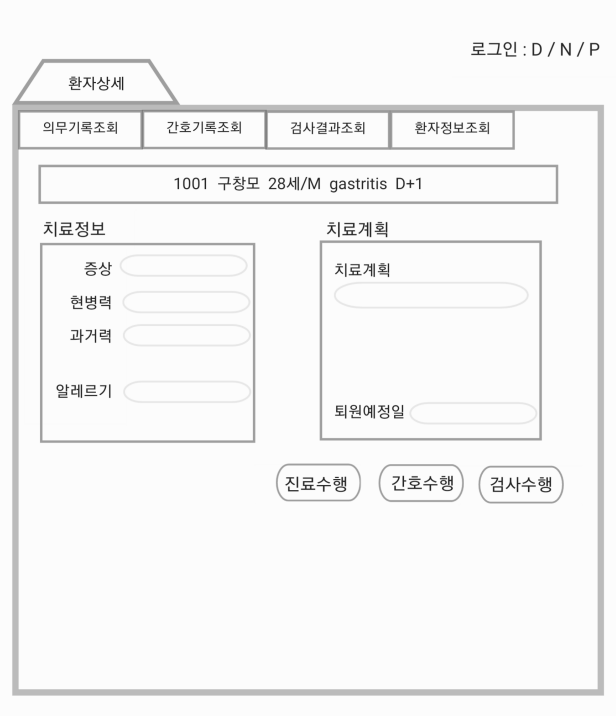 로그인 : D / N / P
환자상세
의무기록조회 간호기록조회 검사결과조회 환자정보조회
1001 구창모 28세/M gastritis D+1
치료정보
증상
현병력
과거력
알레르기
치료계획
치료계획
퇴원예정일
진료수행 간호수행 검사수행